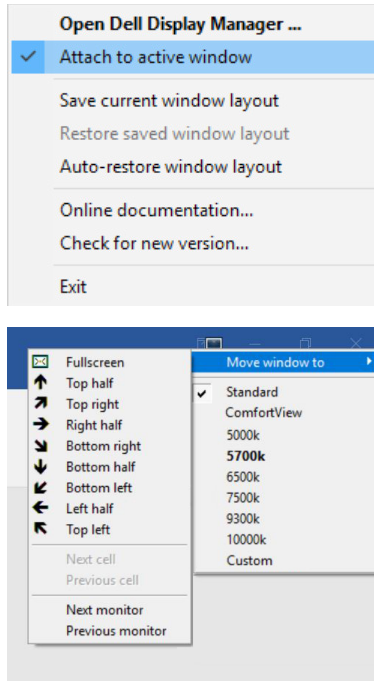 Open Dell Display Manager ...
Attach to active window
Save current window layout
Restore saved window layout
Auto-restore window layout
Online documentation...
Check for new version...
Exit
Fullscreen
Top half
Top right
Right half
Bottom right
Bottom half
Bottom left
Left half
Top left
Next cell
Previous cell
Next monitor
Previous monitor
Move window to
Standard
ComfortView
5000k
5700k
6500k
7500k
9300k
10000k
Custom